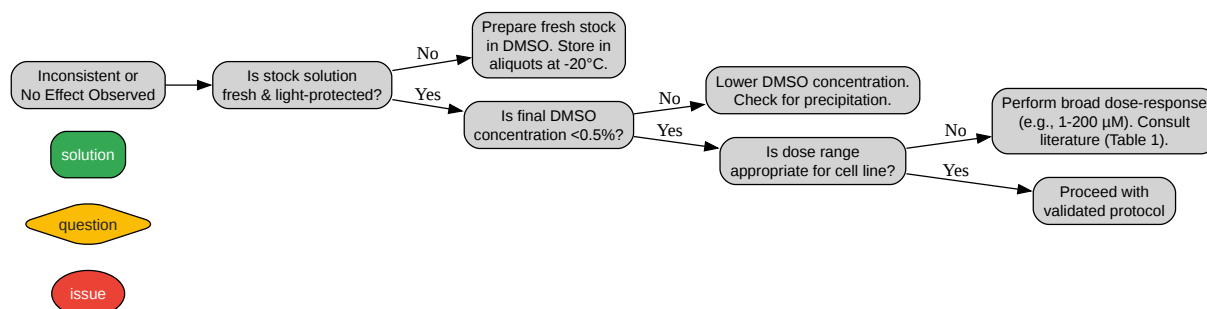 Inconsistent or
No Effect Observed
Is stock solution
fresh & light-protected?
No
Prepare fresh stock
in DMSO. Store in
aliquots at -20°C.
Yes
Is final DMSO
concentration <0.5%?
No
Lower DMSO concentration.
Check for precipitation.
Yes
Is dose range
appropriate for cell line?
No
Perform broad dose-response
(e.g., 1-200 µM). Consult
literature (Table 1).
Yes
Proceed with
validated protocol
solution
question
issue